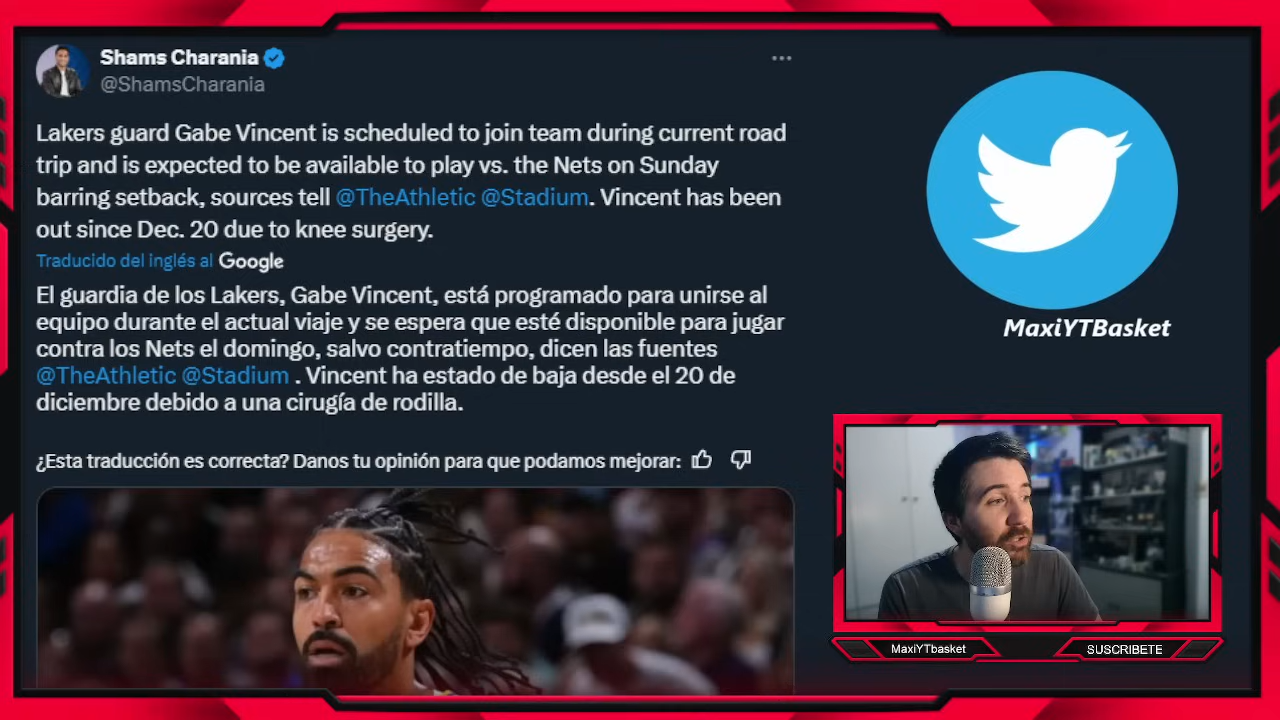 Shams Charania
@ShamsCharania
Lakers guard Gabe Vincent is scheduled to join team during current road
trip and is expected to be available to play vs. the Nets on Sunday
barring setback, sources tell @TheAthletic @Stadium. Vincent has been
out since Dec. 20 due to knee surgery.
Traducido del inglés al Google
El guardia de los Lakers, Gabe Vincent, está programado para unirse al
equipo durante el actual viaje y se espera que esté disponible para jugar
contra los Nets el domingo, salvo contratiempo, dicen las fuentes
@TheAthletic @Stadium . Vincent ha estado de baja desde el 20 de
diciembre debido a una cirugía de rodilla.
¿Esta traducción es correcta? Danos tu opinión para que podamos mejorar:
MaxiYTBasket
MaxiYTbasket
SUSCRIBETE